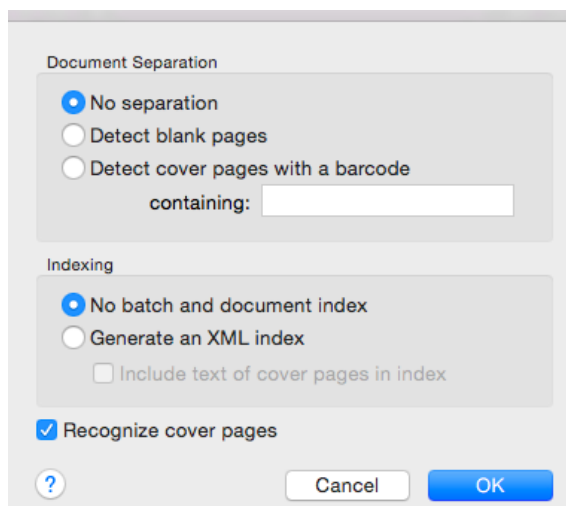 Document Separation
No separation
Detect blank pages
Detect cover pages with a barcode
containing:
Indexing
No batch and document index
Generate an XML index
Include text of cover pages in index
Recognize cover pages
? Cancel OK